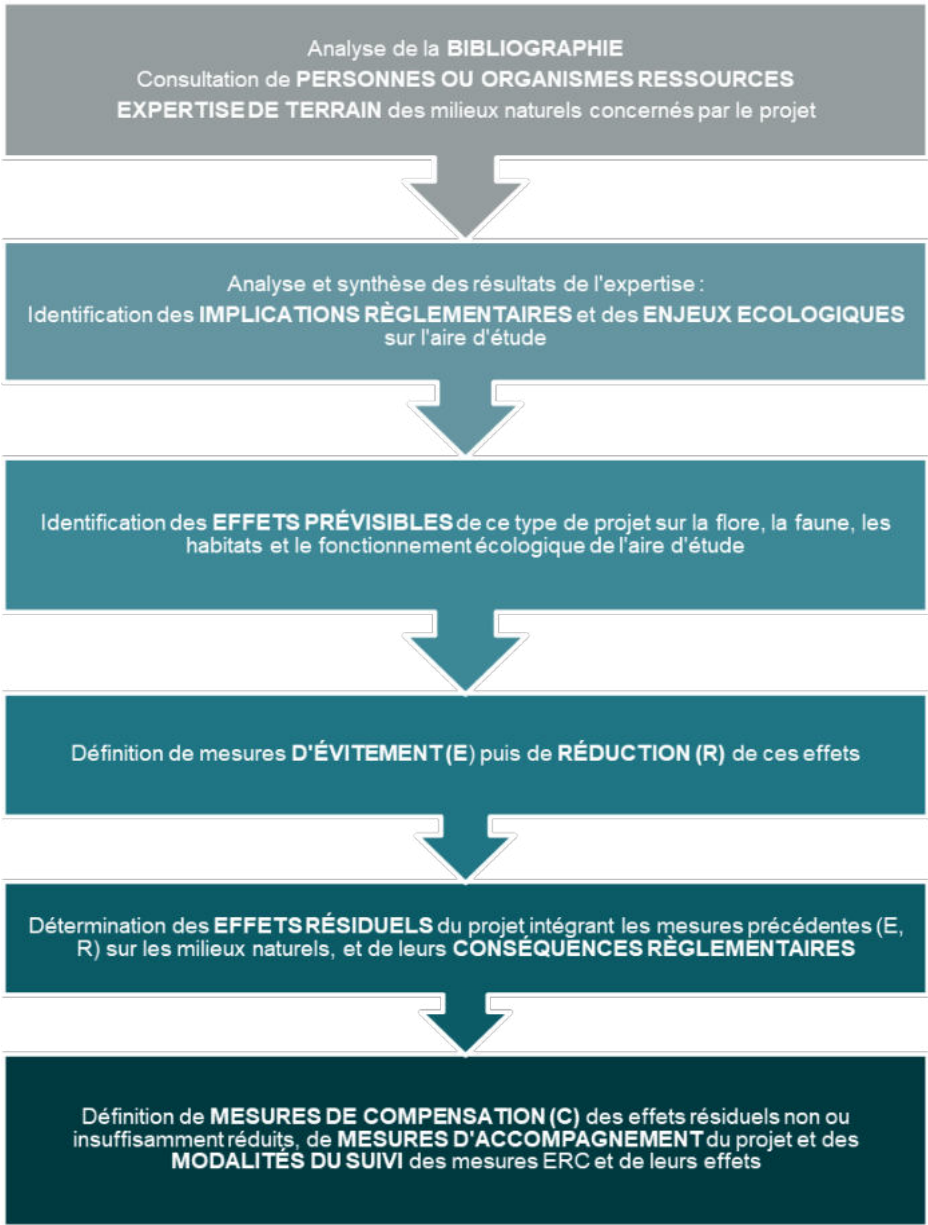 Analyse de la BIBLIOGRAPHIE
Consultation de PERSONNES OU ORGANISMES RESSOURCES
EXPERTISE DE TERRAIN des milieux naturels concernés par le projet
Analyse et synthèse des résultats de l'expertise :
Identification des IMPLICATIONS RÈGLEMENTAIRES et des ENJEUX ECOLOGIQUES
sur l'aire d'étude
Identification des EFFETS PRÉVISIBLES de ce type de projet sur la flore, la faune, les
habitats et le fonctionnement écologique de l'aire d'étude
Définition de mesures D'ÉVITEMENT (E) puis de RÉDUCTION (R) de ces effets
Détermination des EFFETS RÉSIDUELS du projet intégrant les mesures précédentes (E,
R) sur les milieux naturels, et de leurs CONSÉQUENCES RÈGLEMENTAIRES
Définition de MESURES DE COMPENSATION (C) des effets résiduels non ou
insuffisamment réduits, de MESURES D'ACCOMPAGNEMENT du projet et des
MODALITÉS DU SUIVI des mesures ERC et de leurs effets